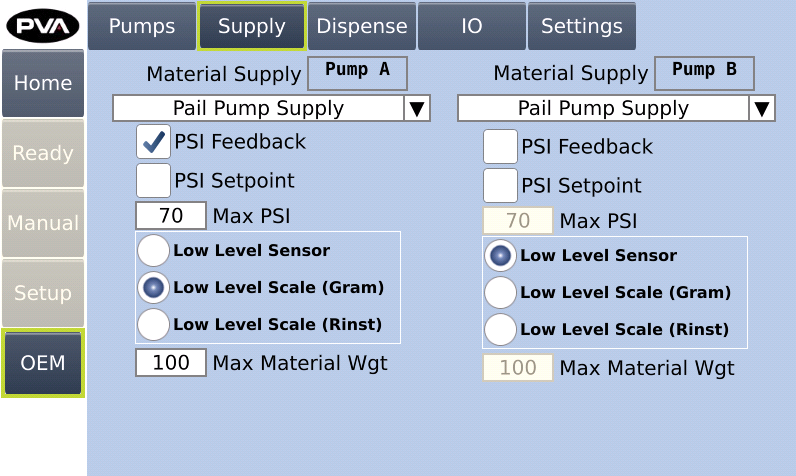 PVA
Pumps Supply Dispense IO Settings
Home
Ready
Manual
Setup
OEM
Material Supply Pump A
Pail Pump Supply ▼
PSI Feedback
PSI Setpoint
70 Max PSI
Low Level Sensor
Low Level Scale (Gram)
Low Level Scale (Rinst)
100 Max Material Wgt
Material Supply Pump B
Pail Pump Supply ▼
PSI Feedback
PSI Setpoint
70 Max PSI
Low Level Sensor
Low Level Scale (Gram)
Low Level Scale (Rinst)
100 Max Material Wgt